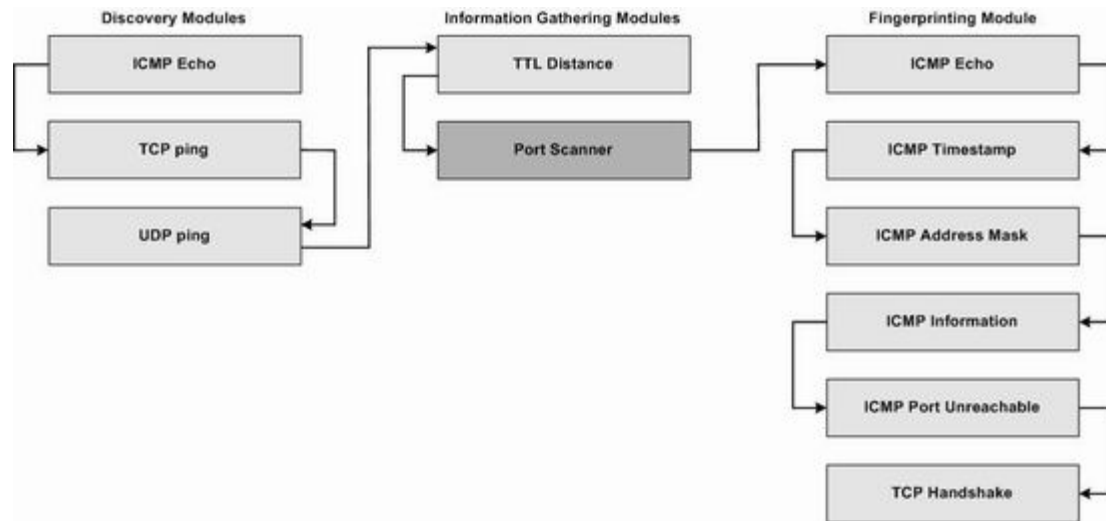 Discovery Modules
ICMP Echo
TCP ping
UDP ping
Information Gathering Modules
TTL Distance
Port Scanner
Fingerprinting Module
ICMP Echo
ICMP Timestamp
ICMP Address Mask
ICMP Information
ICMP Port Unreachable
TCP Handshake